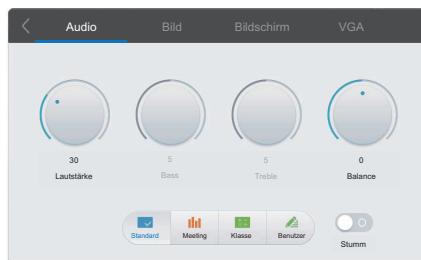 Audio Bild Bildschirm VGA
30 5 5 0
Lautstärke Bass Treble Balance
Standard Meeting Klasse Benutzer
Stumm